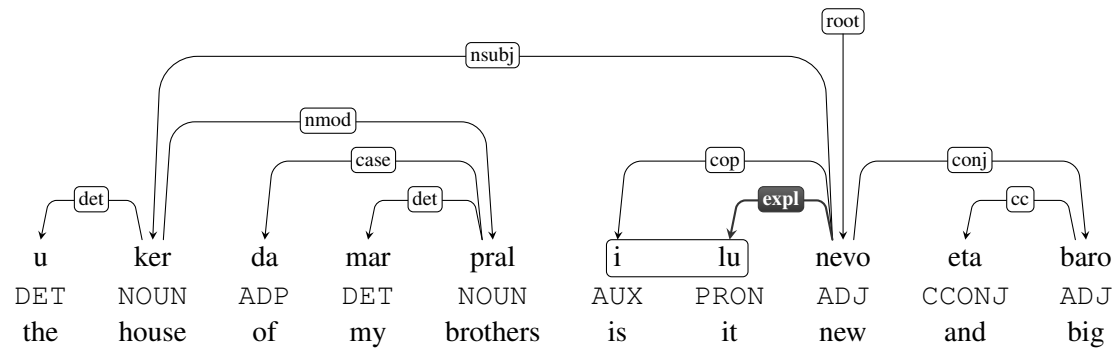 root
nsubj
nmod
case cop conj
det det expl cc
u ker da mar pral i lu nevo eta baro
DET NOUN ADP DET NOUN AUX PRON ADJ CCONJ ADJ
the house of my brothers is it new and big